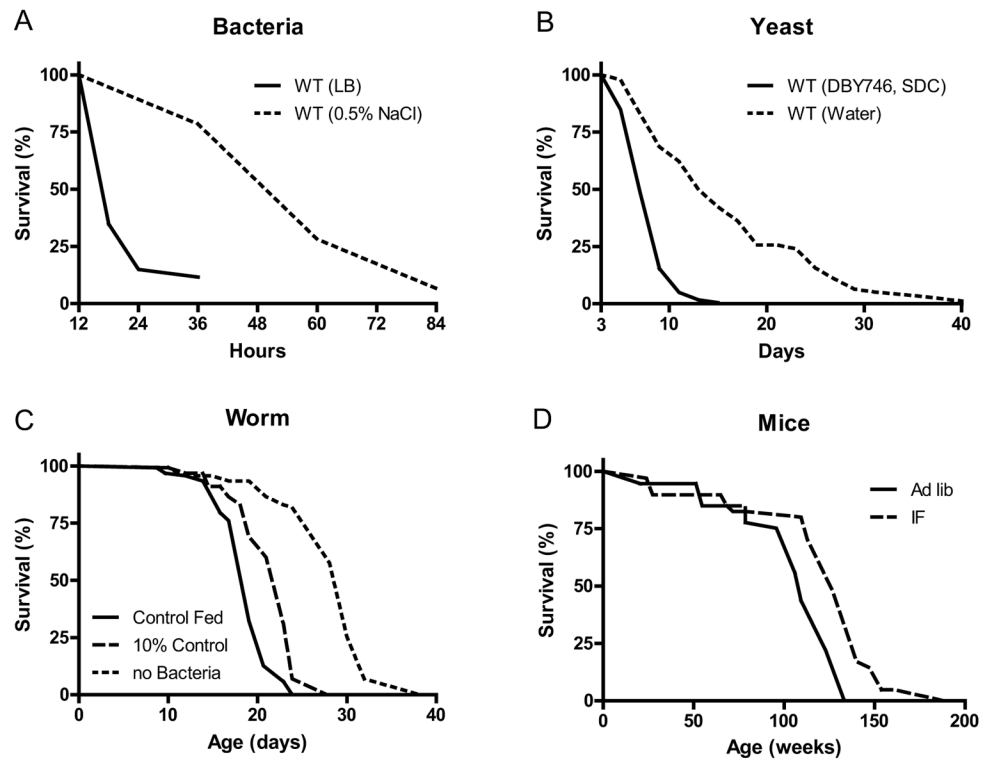 A
Bacteria
Survival (%)
100
75
50
25
0
WT (LB)
WT (0.5% NaCl)
12 24 36 48 60 72 84
Hours
B
Yeast
Survival (%)
100
75
50
25
0
WT (DBY746, SDC)
WT (Water)
3 10 20 30 40
Days
C
Worm
Survival (%)
100
75
50
25
0
Control Fed
10% Control
no Bacteria
0 10 20 30 40
Age (days)
D
Mice
Survival (%)
100
75
50
25
0
Ad lib
IF
0 50 100 150 200
Age (weeks)